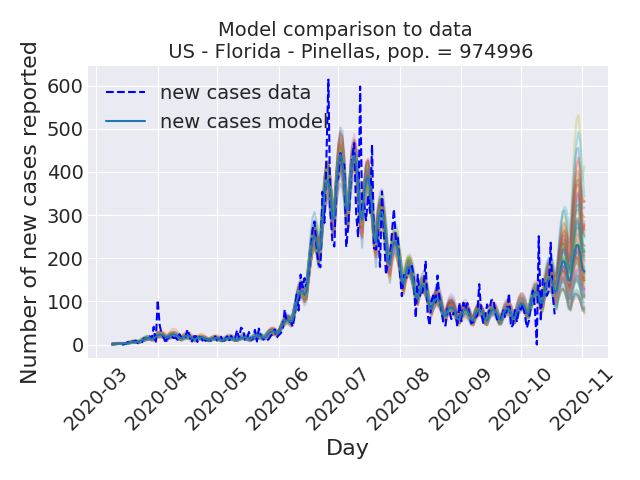 Model comparison to data
US - Florida - Pinellas, pop. = 974996
Number of new cases reported
600
500
400
300
200
100
0
new cases data
new cases model
2020-03
2020-04
2020-05
2020-06
2020-07
2020-08
2020-09
2020-10
2020-11
Day